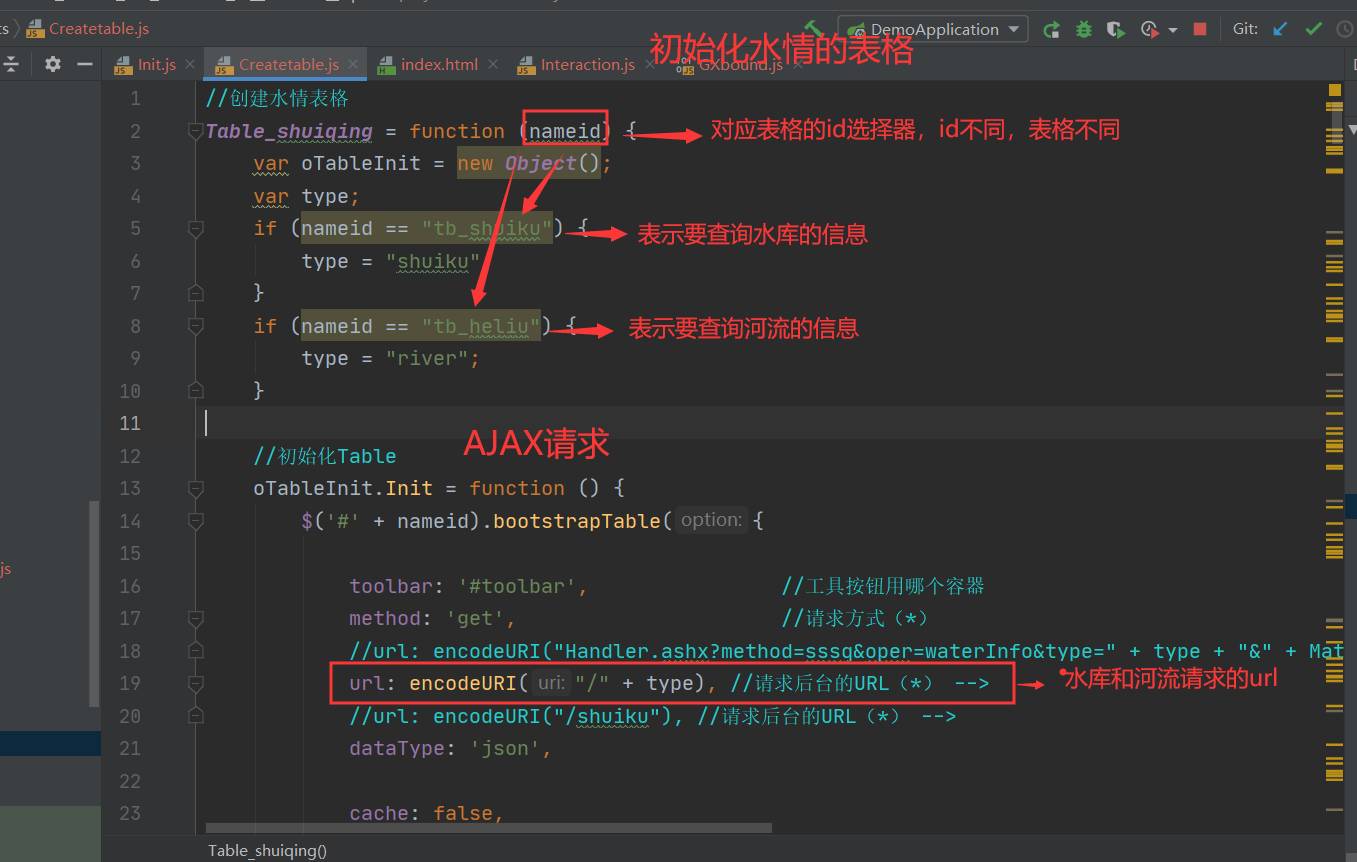 Createtable.js
DemoApplication
Git:
初始化水情的表格
Init.js
Createtable.js
index.html
Interaction.js
GXbound.js
1 //创建水情表格
2 Table_shuiqing = function (nameid) {
对应表格的id选择器，id不同，表格不同
3 var oTableInit = new Object();
4 var type;
5 if (nameid == "tb_shuiku") {
表示要查询水库的信息
6 type = "shuiku"
7 }
8 if (nameid == "tb_heliu") {
表示要查询河流的信息
9 type = "river";
10 }
11
AJAX请求
12 //初始化Table
13 oTableInit.Init = function () {
14 $('#' + nameid).bootstrapTable( option: {
15
16 toolbar: '#toolbar', //工具按钮用哪个容器
17 method: 'get', //请求方式（*）
18 //url: encodeURI("Handler.ashx?method=sssq&oper=waterInfo&type=" + type + "&" + Mat
19 url: encodeURI( uri: "/" + type), //请求后台的URL（*） -->
水库和河流请求的url
20 //url: encodeURI("/shuiku"), //请求后台的URL（*） -->
21 dataType: 'json',
22
23 cache: false,
js
Table_shuiqing()